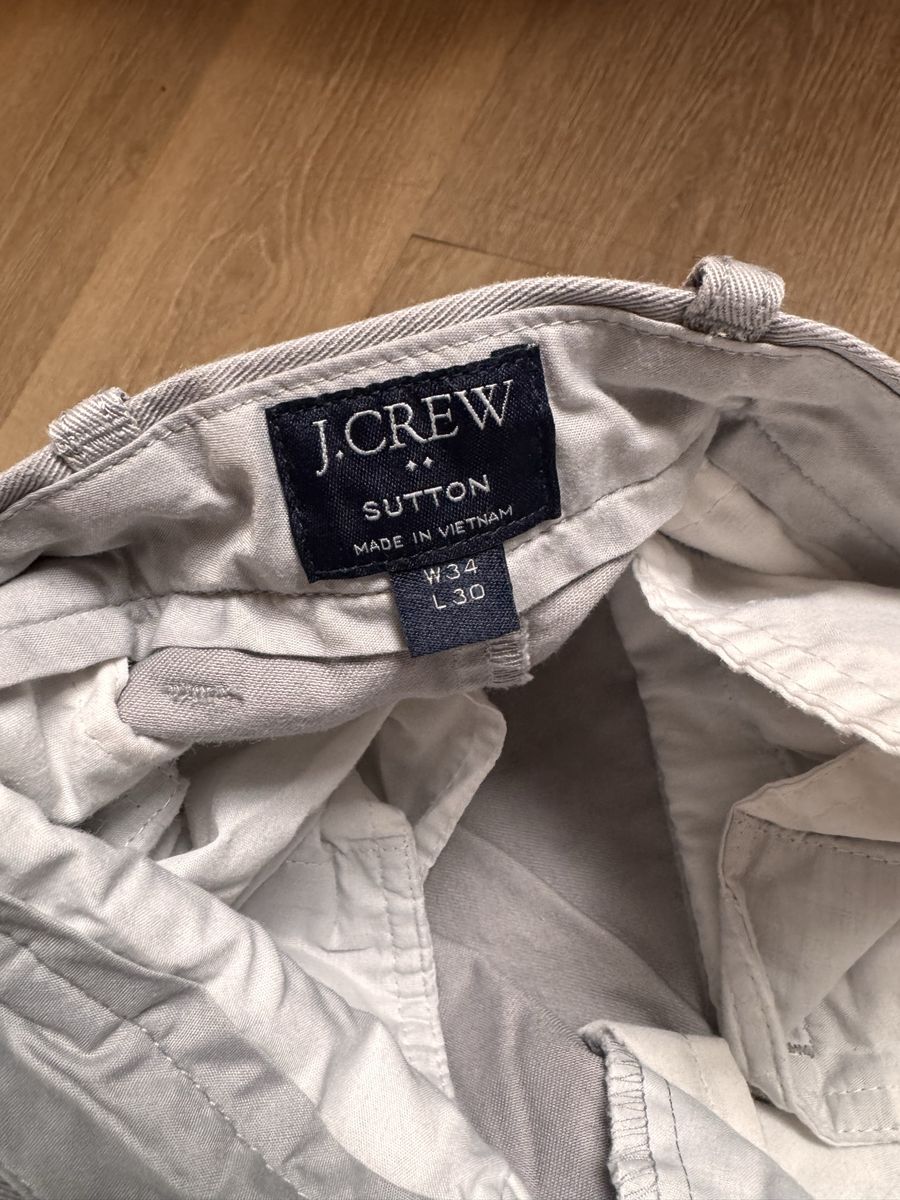 J.CREW
SUTTON
MADE IN VIETNAM
W34
L30